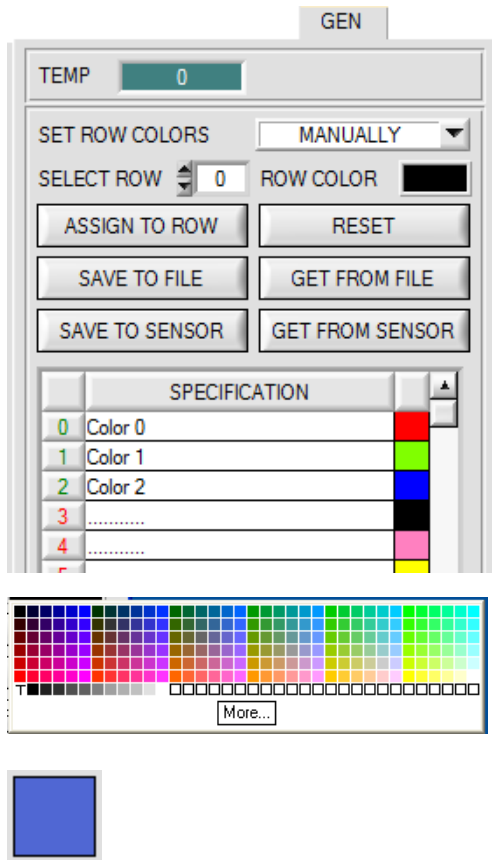 GEN
TEMP 0
SET ROW COLORS MANUALLY
SELECT ROW 0 ROW COLOR
ASSIGN TO ROW RESET
SAVE TO FILE GET FROM FILE
SAVE TO SENSOR GET FROM SENSOR
SPECIFICATION
0 Color 0
1 Color 1
2 Color 2
3 ...........
4 ...........
T
More...